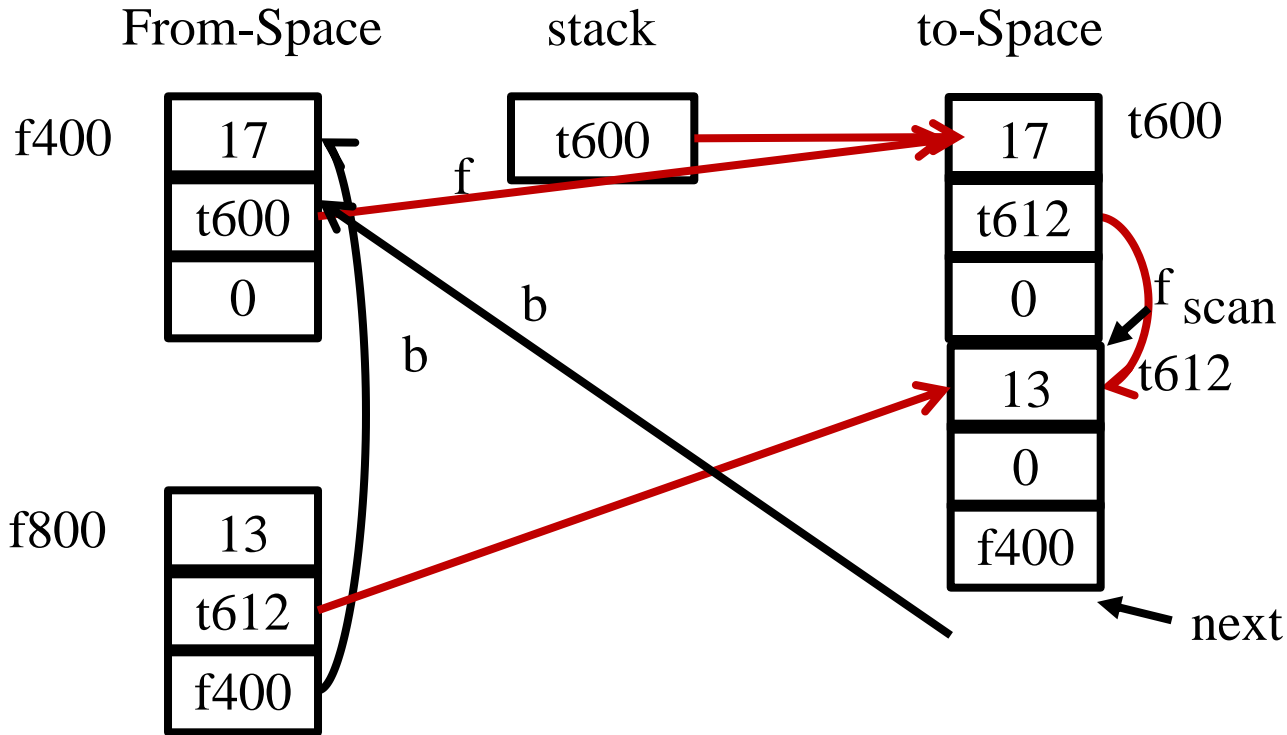 From-Space
stack
to-Space
f400
17
t600
0
f
t600
17
t600
t612
0
f
scan
b
b
13
t612
0
f400
f800
13
t612
f400
next